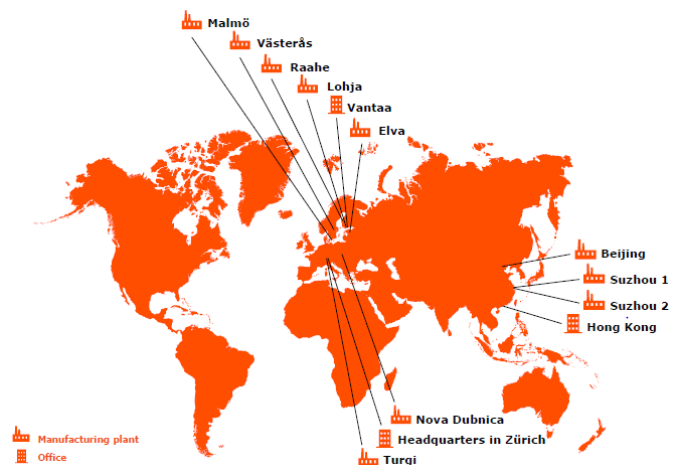 Malmö
Västerås
Raahe
Lohja
Vantaa
Elva
Beijing
Suzhou 1
Suzhou 2
Hong Kong
Nova Dubnica
Headquarters in Zürich
Turgi
Manufacturing plant
Office